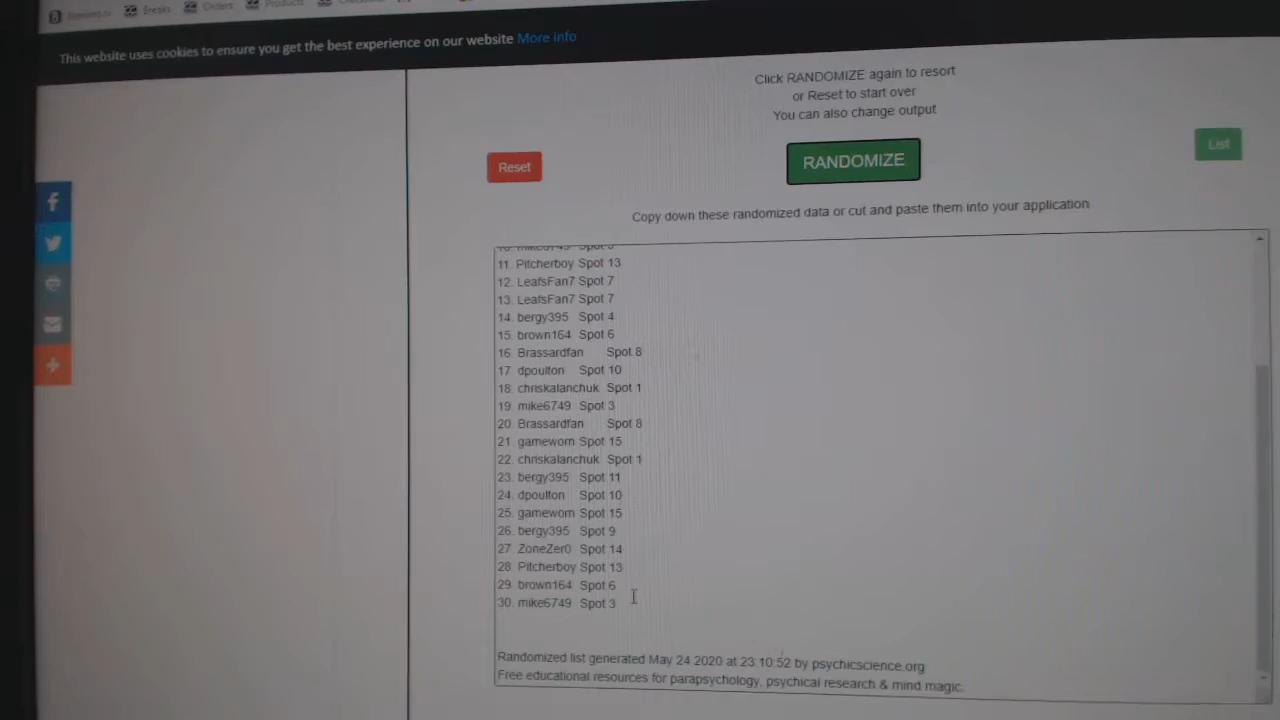 Breaks
Orders
Products
This website uses cookies to ensure you get the best experience on our website More info
Click RANDOMIZE again to resort
or Reset to start over
You can also change output
Reset
RANDOMIZE
List
Copy down these randomized data or cut and paste them into your application
11. Pitcherboy Spot 13
12. LeafsFan7 Spot 7
13. LeafsFan7 Spot 7
14. bergy395 Spot 4
15. brown164 Spot 6
16. Brassardfan Spot 8
17. dpoulton Spot 10
18. chriskalanchuk Spot 1
19. mike6749 Spot 3
20. Brassardfan Spot 8
21. gameworn Spot 15
22. chriskalanchuk Spot 1
23. bergy395 Spot 11
24. dpoulton Spot 10
25. gameworn Spot 15
26. bergy395 Spot 9
27. ZoneZer0 Spot 14
28. Pitcherboy Spot 13
29. brown164 Spot 6
30. mike6749 Spot 3
Randomized list generated May 24 2020 at 23:10:52 by psychicscience.org
Free educational resources for parapsychology, psychical research & mind magic.